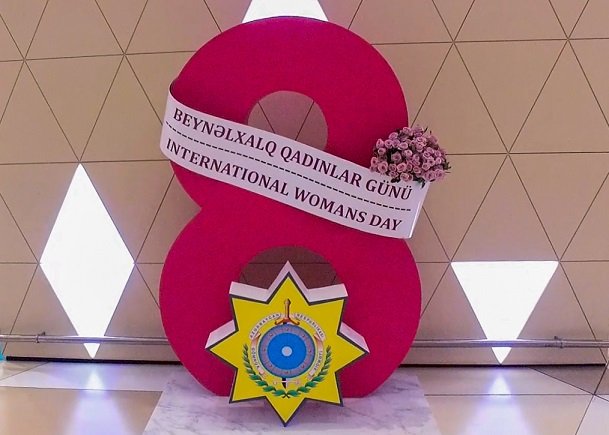 BEYNƏLXALQ QADINLAR GÜNÜ
INTERNATIONAL WOMANS DAY